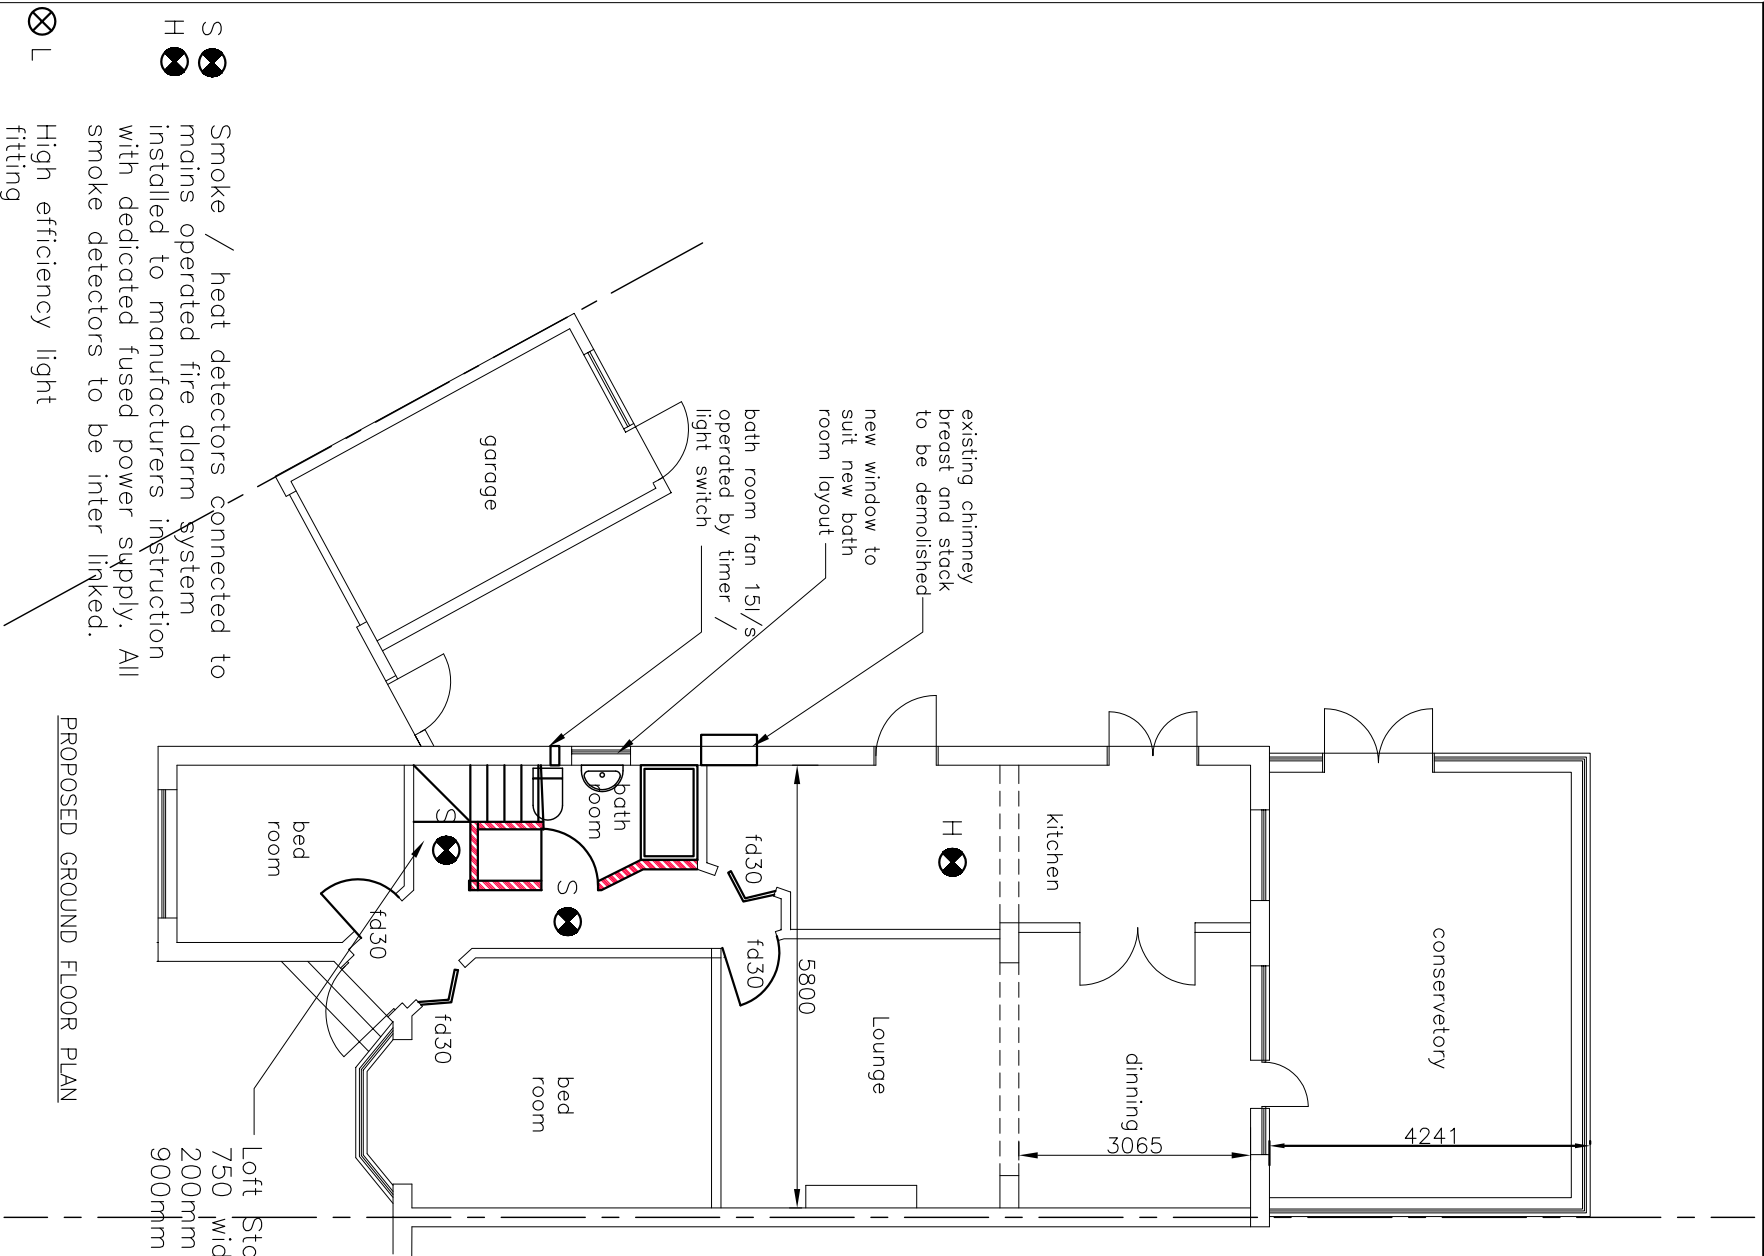 S
H
Smoke / heat detectors connected to
mains operated fire alarm system
installed to manufacturers instruction
with dedicated fused power supply. All
smoke detectors to be inter linked.
L
High efficiency light
fitting
existing chimney
breast and stack
to be demolished
new window to
suit new bath
room layout
bath room fan 15l/s
operated by timer /
light switch
garage
conservetory
4241
kitchen
H
dinning
3065
Lounge
5800
fd30
fd30
bath
room
S
S
bed
room
fd30
fd30
bed
room
Loft
750
200mm
900mm
PROPOSED GROUND FLOOR PLAN